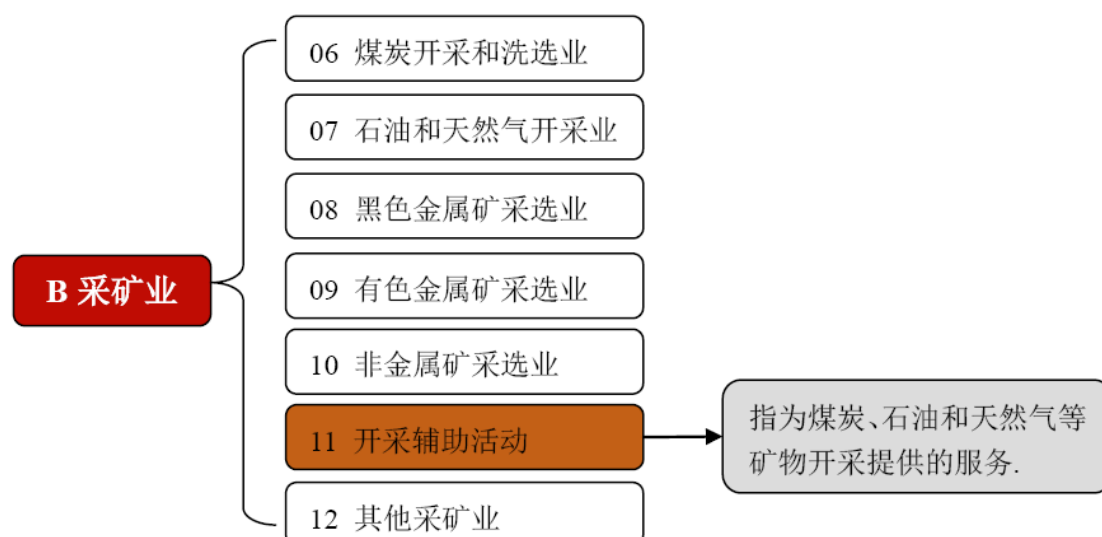 06 煤炭开采和洗选业
07 石油和天然气开采业
08 黑色金属矿采选业
B 采矿业
09 有色金属矿采选业
10 非金属矿采选业
11 开采辅助活动
指为煤炭、石油和天然气等
矿物开采提供的服务.
12 其他采矿业